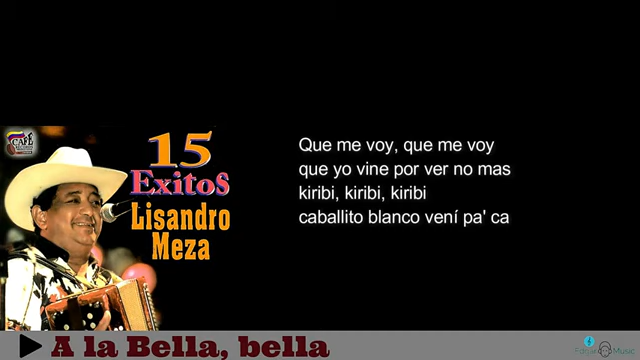 CAFÉ
15
Exitos
Lisandro
Meza
Que me voy, que me voy
que yo vine por ver no mas
kiribi, kiribi, kiribi
caballito blanco vení pa' ca
A la Bella, bella